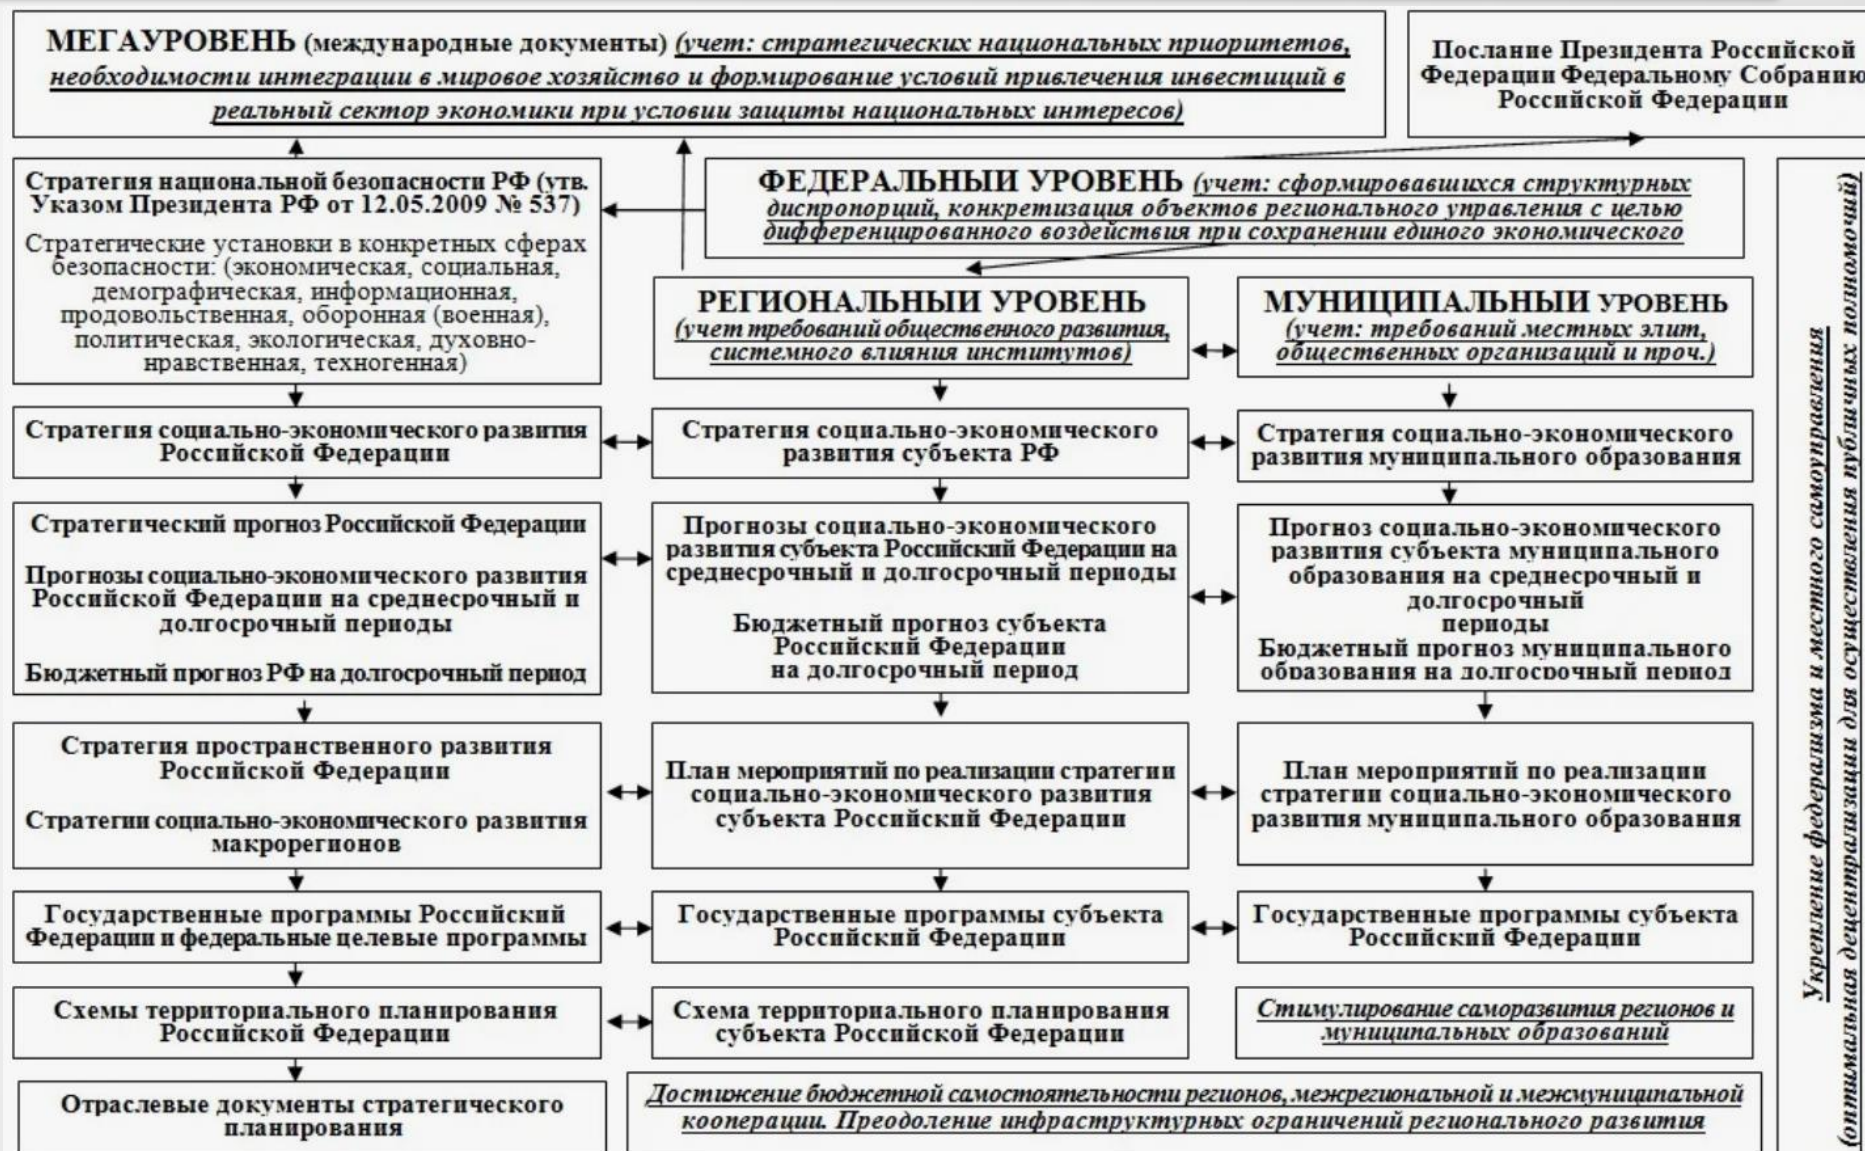 МЕГАУРОВЕНЬ (международные документы) (учет: стратегических национальных приоритетов,
необходимости интеграции в мировое хозяйство и формирование условий привлечения инвестиций в
реальный сектор экономики при условии защиты национальных интересов)
Послание Президента Российской
Федерации Федеральному Собранию
Российской Федерации
Стратегия национальной безопасности РФ (утв.
Указом Президента РФ от 12.05.2009 № 537)
Стратегические установки в конкретных сферах
безопасности: (экономическая, социальная,
демографическая, информационная,
продовольственная, оборонная (военная),
политическая, экологическая, духовно-
нравственная, техногенная)
ФЕДЕРАЛЬНЫЙ УРОВЕНЬ (учет: сформировавшихся структурных
диспропорций, конкретизация объектов регионального управления с целью
дифференцированного воздействия при сохранении единого экономического
РЕГИОНАЛЬНЫЙ УРОВЕНЬ
(учет требований общественного развития,
системного влияния институтов)
МУНИЦИПАЛЬНЫЙ УРОВЕНЬ
(учет: требований местных элит,
общественных организаций и проч.)
Стратегия социально-экономического развития
Российской Федерации
Стратегия социально-экономического
развития субъекта РФ
Стратегия социально-экономического
развития муниципального образования
Стратегический прогноз Российской Федерации
Прогнозы социально-экономического развития
Российской Федерации на среднесрочный и
долгосрочный периоды
Бюджетный прогноз РФ на долгосрочный период
Прогнозы социально-экономического
развития субъекта Российский Федерации на
среднесрочный и долгосрочный периоды
Бюджетный прогноз субъекта
Российской Федерации
на долгосрочный период
Прогноз социально-экономического
развития субъекта муниципального
образования на среднесрочный и
долгосрочный
периоды
Бюджетный прогноз муниципального
образования на долгосрочный период
Стратегия пространственного развития
Российской Федерации
Стратегии социально-экономического развития
макрорегионов
План мероприятий по реализации стратегии
социально-экономического развития
субъекта Российский Федерации
План мероприятий по реализации
стратегии социально-экономического
развития муниципального образования
Государственные программы Российский
Федерации и федеральные целевые программы
Государственные программы субъекта
Российской Федерации
Государственные программы субъекта
Российской Федерации
Схемы территориального планирования
Российской Федерации
Схема территориального планирования
субъекта Российской Федерации
Стимулирование саморазвития регионов и
муниципальных образований
Отраслевые документы стратегического
планирования
Достижение бюджетной самостоятельности регионов, межрегиональной и межмуниципальной
кооперации. Преодоление инфраструктурных ограничений регионального развития
Укрепление федерализма и местного самоуправления
(оптимальная децентрализации для осуществления публичных полномочий)